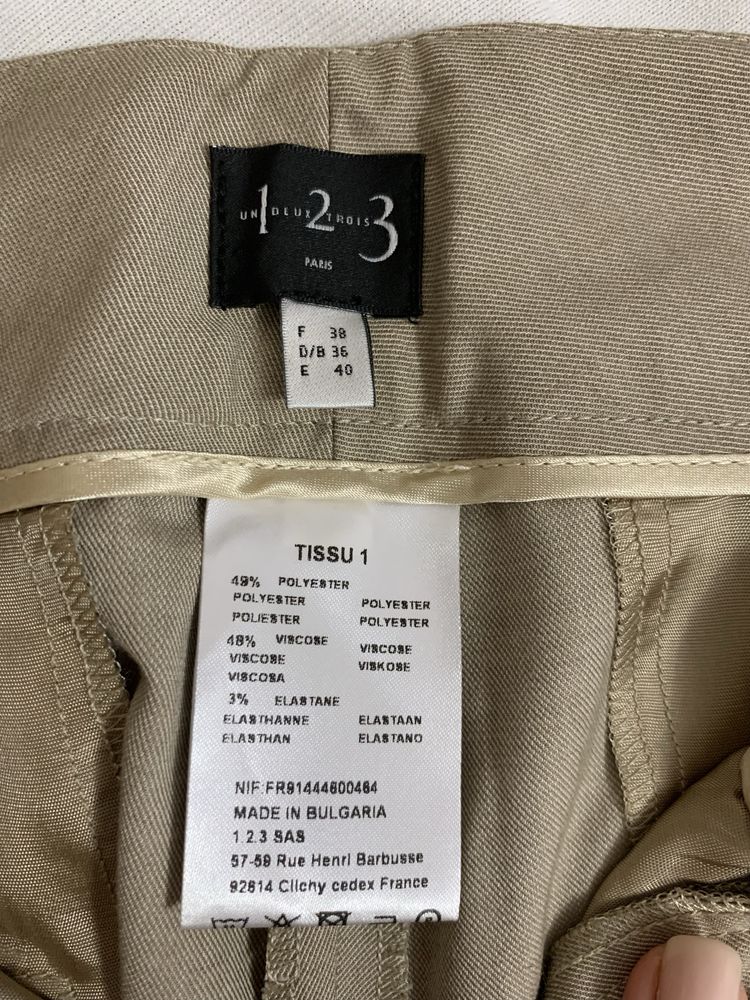 UN 1 DEUX 2 TROIS 3
PARIS
F 38
D/B 36
E 40
TISSU 1
49% POLYESTER
POLYESTER POLYESTER
POLIESTER POLYESTER
48% VISCOSE VISCOSE
VISCOSE VISKOSE
VISCOSA
3% ELASTANE
ELASTHANNE ELASTAAN
ELASTHAN ELASTANO
NIF:FR91444600464
MADE IN BULGARIA
1.2.3 SAS
57-59 Rue Henri Barbusse
92614 Clichy cedex France